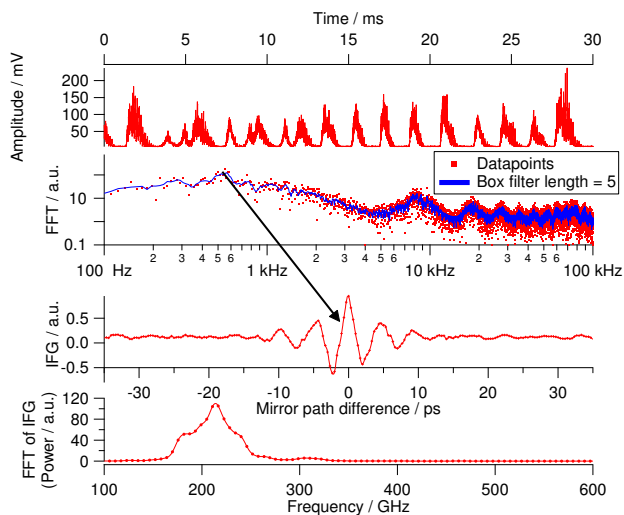 Time / ms
0 5 10 15 20 25 30
Amplitude / mV
200
150
100
50
Datapoints
Box filter length = 5
FFT / a.u.
10
0.1
2 3 4 5 6 2 3 4 5 6 2 3 4 5 6
100 Hz 1 kHz 10 kHz 100 kHz
IFG / a.u.
0.5
0.0
-0.5
-30 -20 -10 0 10 20 30
Mirror path difference / ps
FFT of IFG
(Power / a.u.)
120
80
40
0
100 200 300 400 500 600
Frequency / GHz